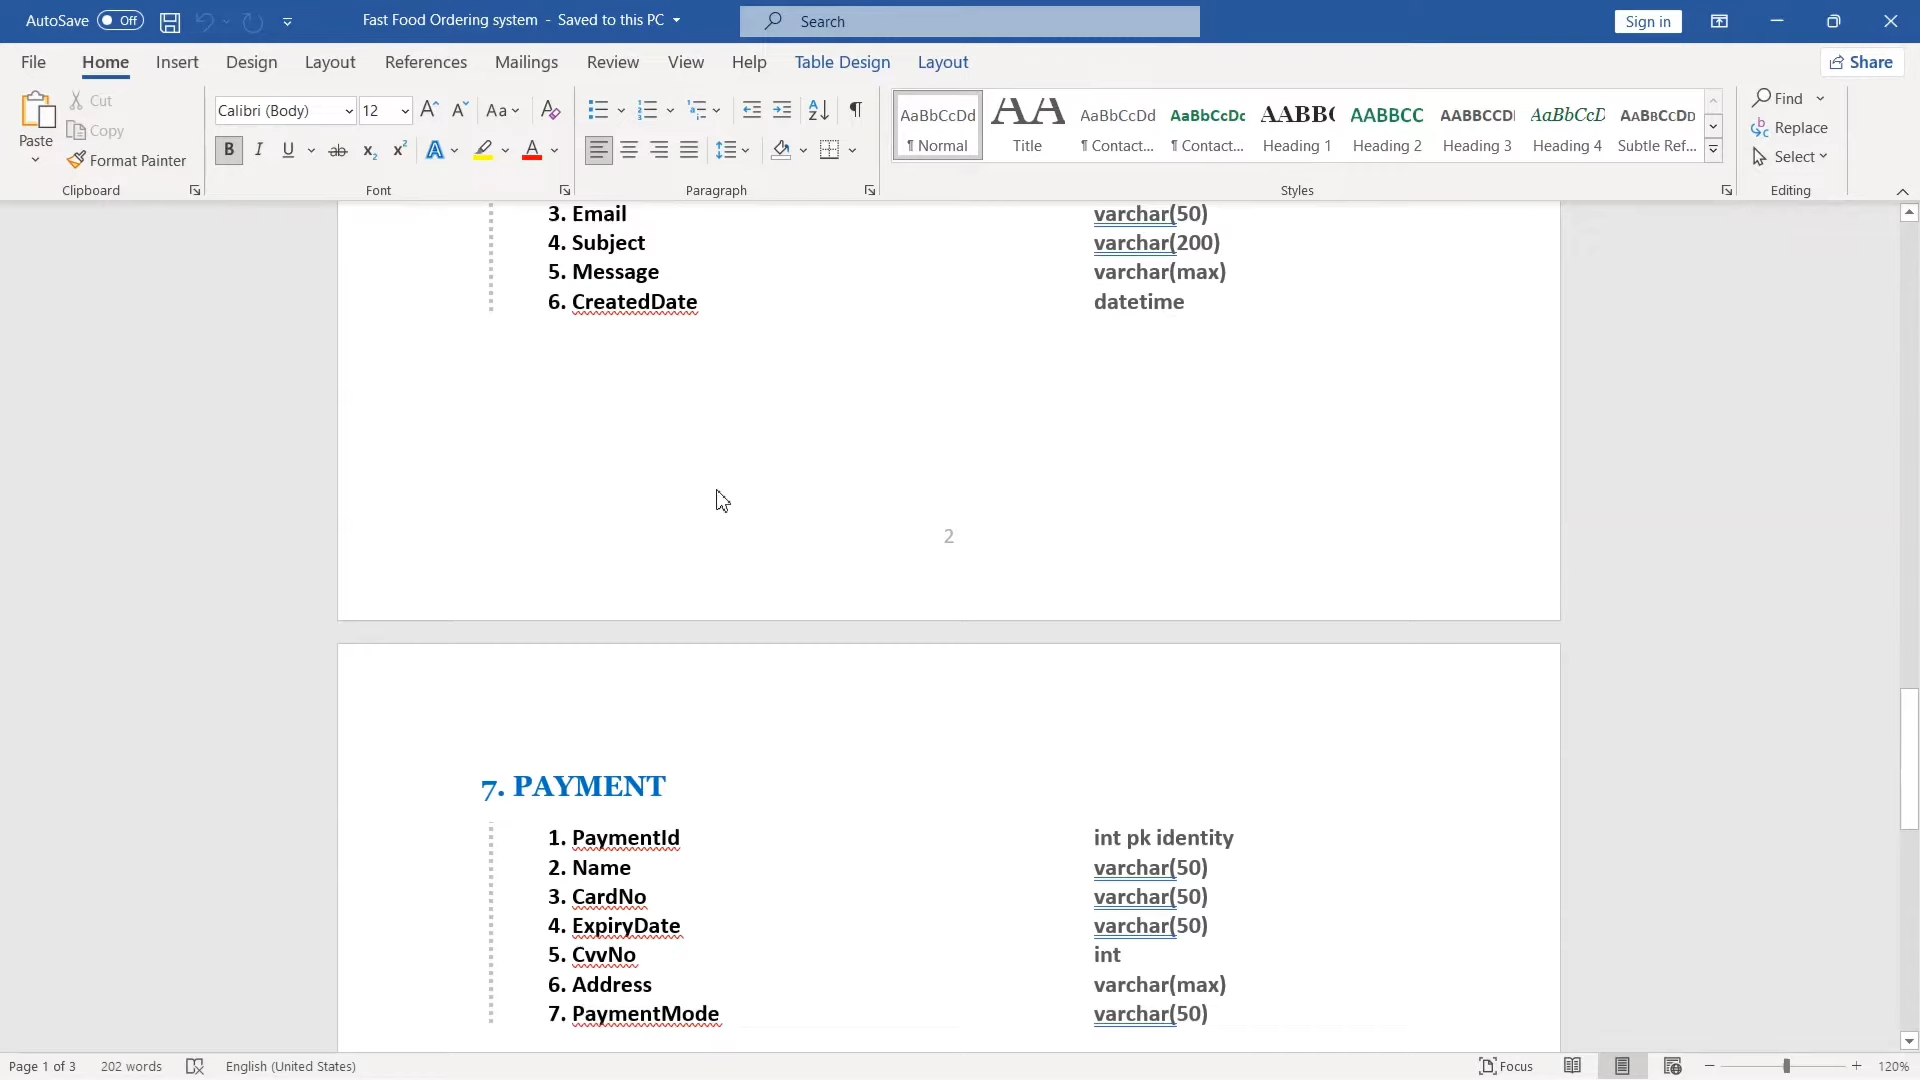 AutoSave Off Fast Food Ordering system - Saved to this PC Search Sign in
File Home Insert Design Layout References Mailings Review View Help Table Design Layout Share
Paste Cut Copy Format Painter
Clipboard
Calibri (Body) 12
Aa
B I U ab x₂ x² A A
Font
Paragraph
AaBbCcDd AA AaBbCcDd AaBbCcDc AABBC AABBCC AABBCCDI AaBbCcD AABBCCDD
¶ Normal Title ¶ Contact... ¶ Contact... Heading 1 Heading 2 Heading 3 Heading 4 Subtle Ref...
Styles
Find
Replace
Select
Editing
3. Email varchar(50)
4. Subject varchar(200)
5. Message varchar(max)
6. CreatedDate datetime
2
7. PAYMENT
1. PaymentId int pk identity
2. Name varchar(50)
3. CardNo varchar(50)
4. ExpiryDate varchar(50)
5. CvvNo int
6. Address varchar(max)
7. PaymentMode varchar(50)
Page 1 of 3 202 words English (United States) Focus 120%